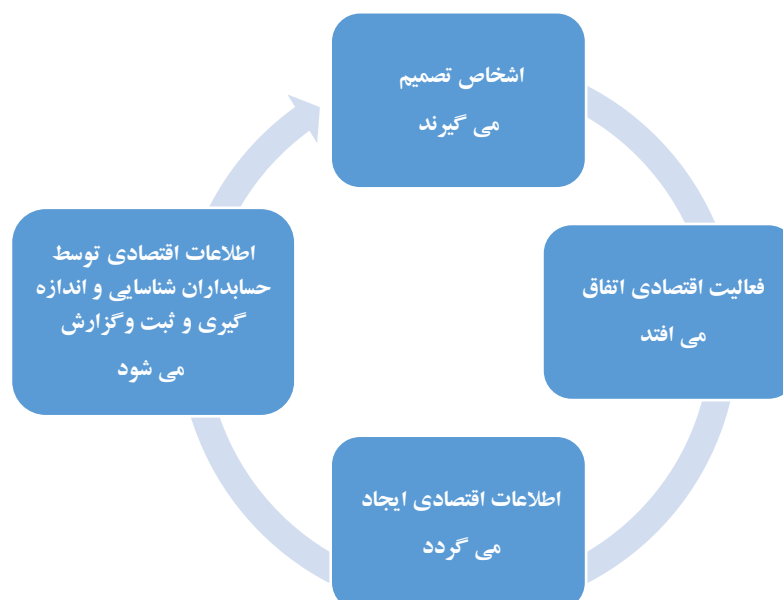 اشخاص تصمیم
می گیرند
فعالیت اقتصادی اتفاق
می افتد
اطلاعات اقتصادی ایجاد
می گردد
اطلاعات اقتصادی توسط
حسابداران شناسایی و اندازه
گیری و ثبت وگزارش
می شود